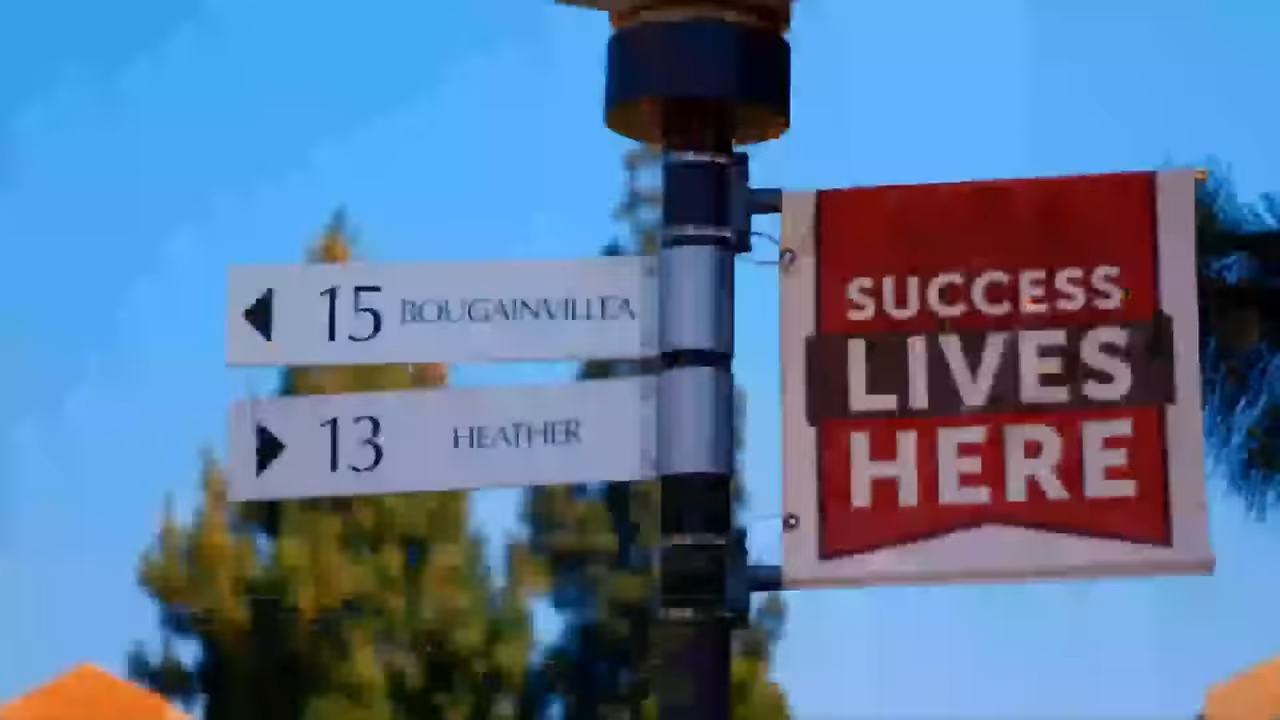 15 BOUGAINVILLEA
13 HEATHER
SUCCESS
LIVES
HERE